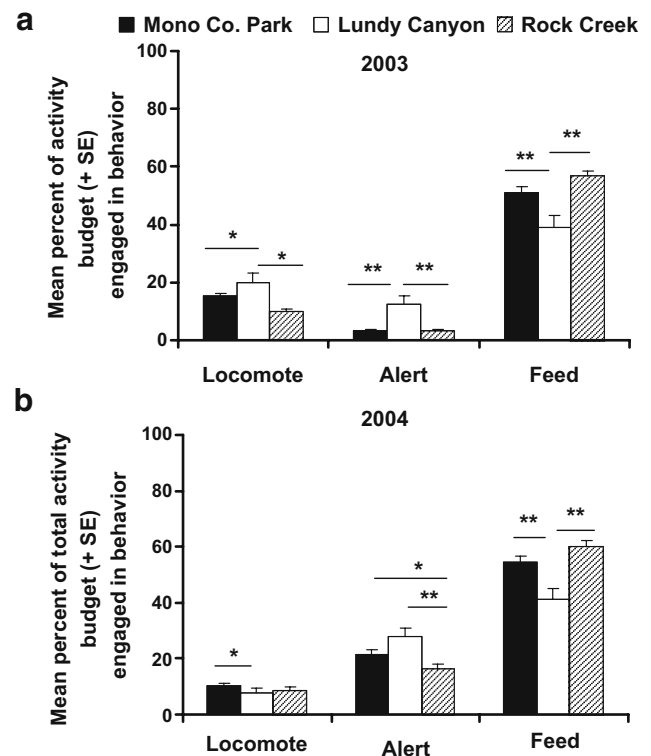 a
Mono Co. Park Lundy Canyon Rock Creek
2003
Mean percent of activity
budget (+ SE)
engaged in behavior
100
80
60
40
20
0
* *
** **
** **
Locomote Alert Feed
b
2004
Mean percent of total activity
budget (+ SE)
engaged in behavior
100
80
60
40
20
0
*
*
**
** **
Locomote Alert Feed